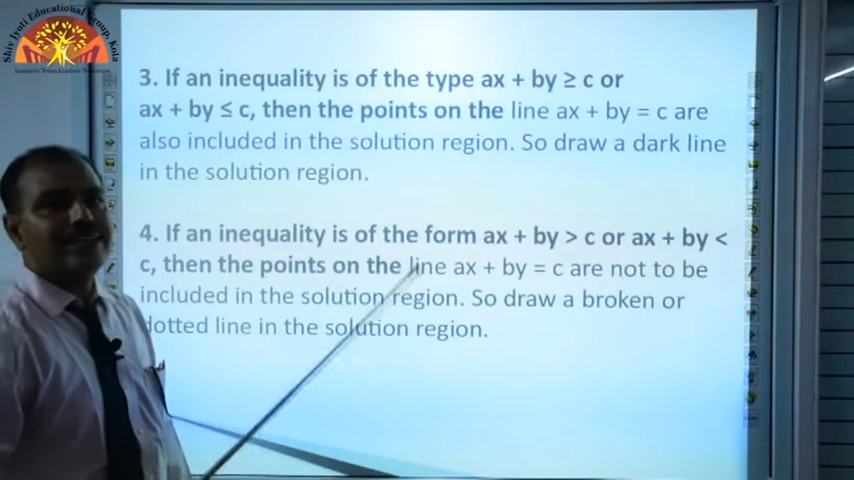 Shiv Jyoti Educational Group, Kota
3. If an inequality is of the type ax + by ≥ c or
ax + by ≤ c, then the points on the line ax + by = c are
also included in the solution region. So draw a dark line
in the solution region.
4. If an inequality is of the form ax + by > c or ax + by <
c, then the points on the line ax + by = c are not to be
included in the solution region. So draw a broken or
dotted line in the solution region.